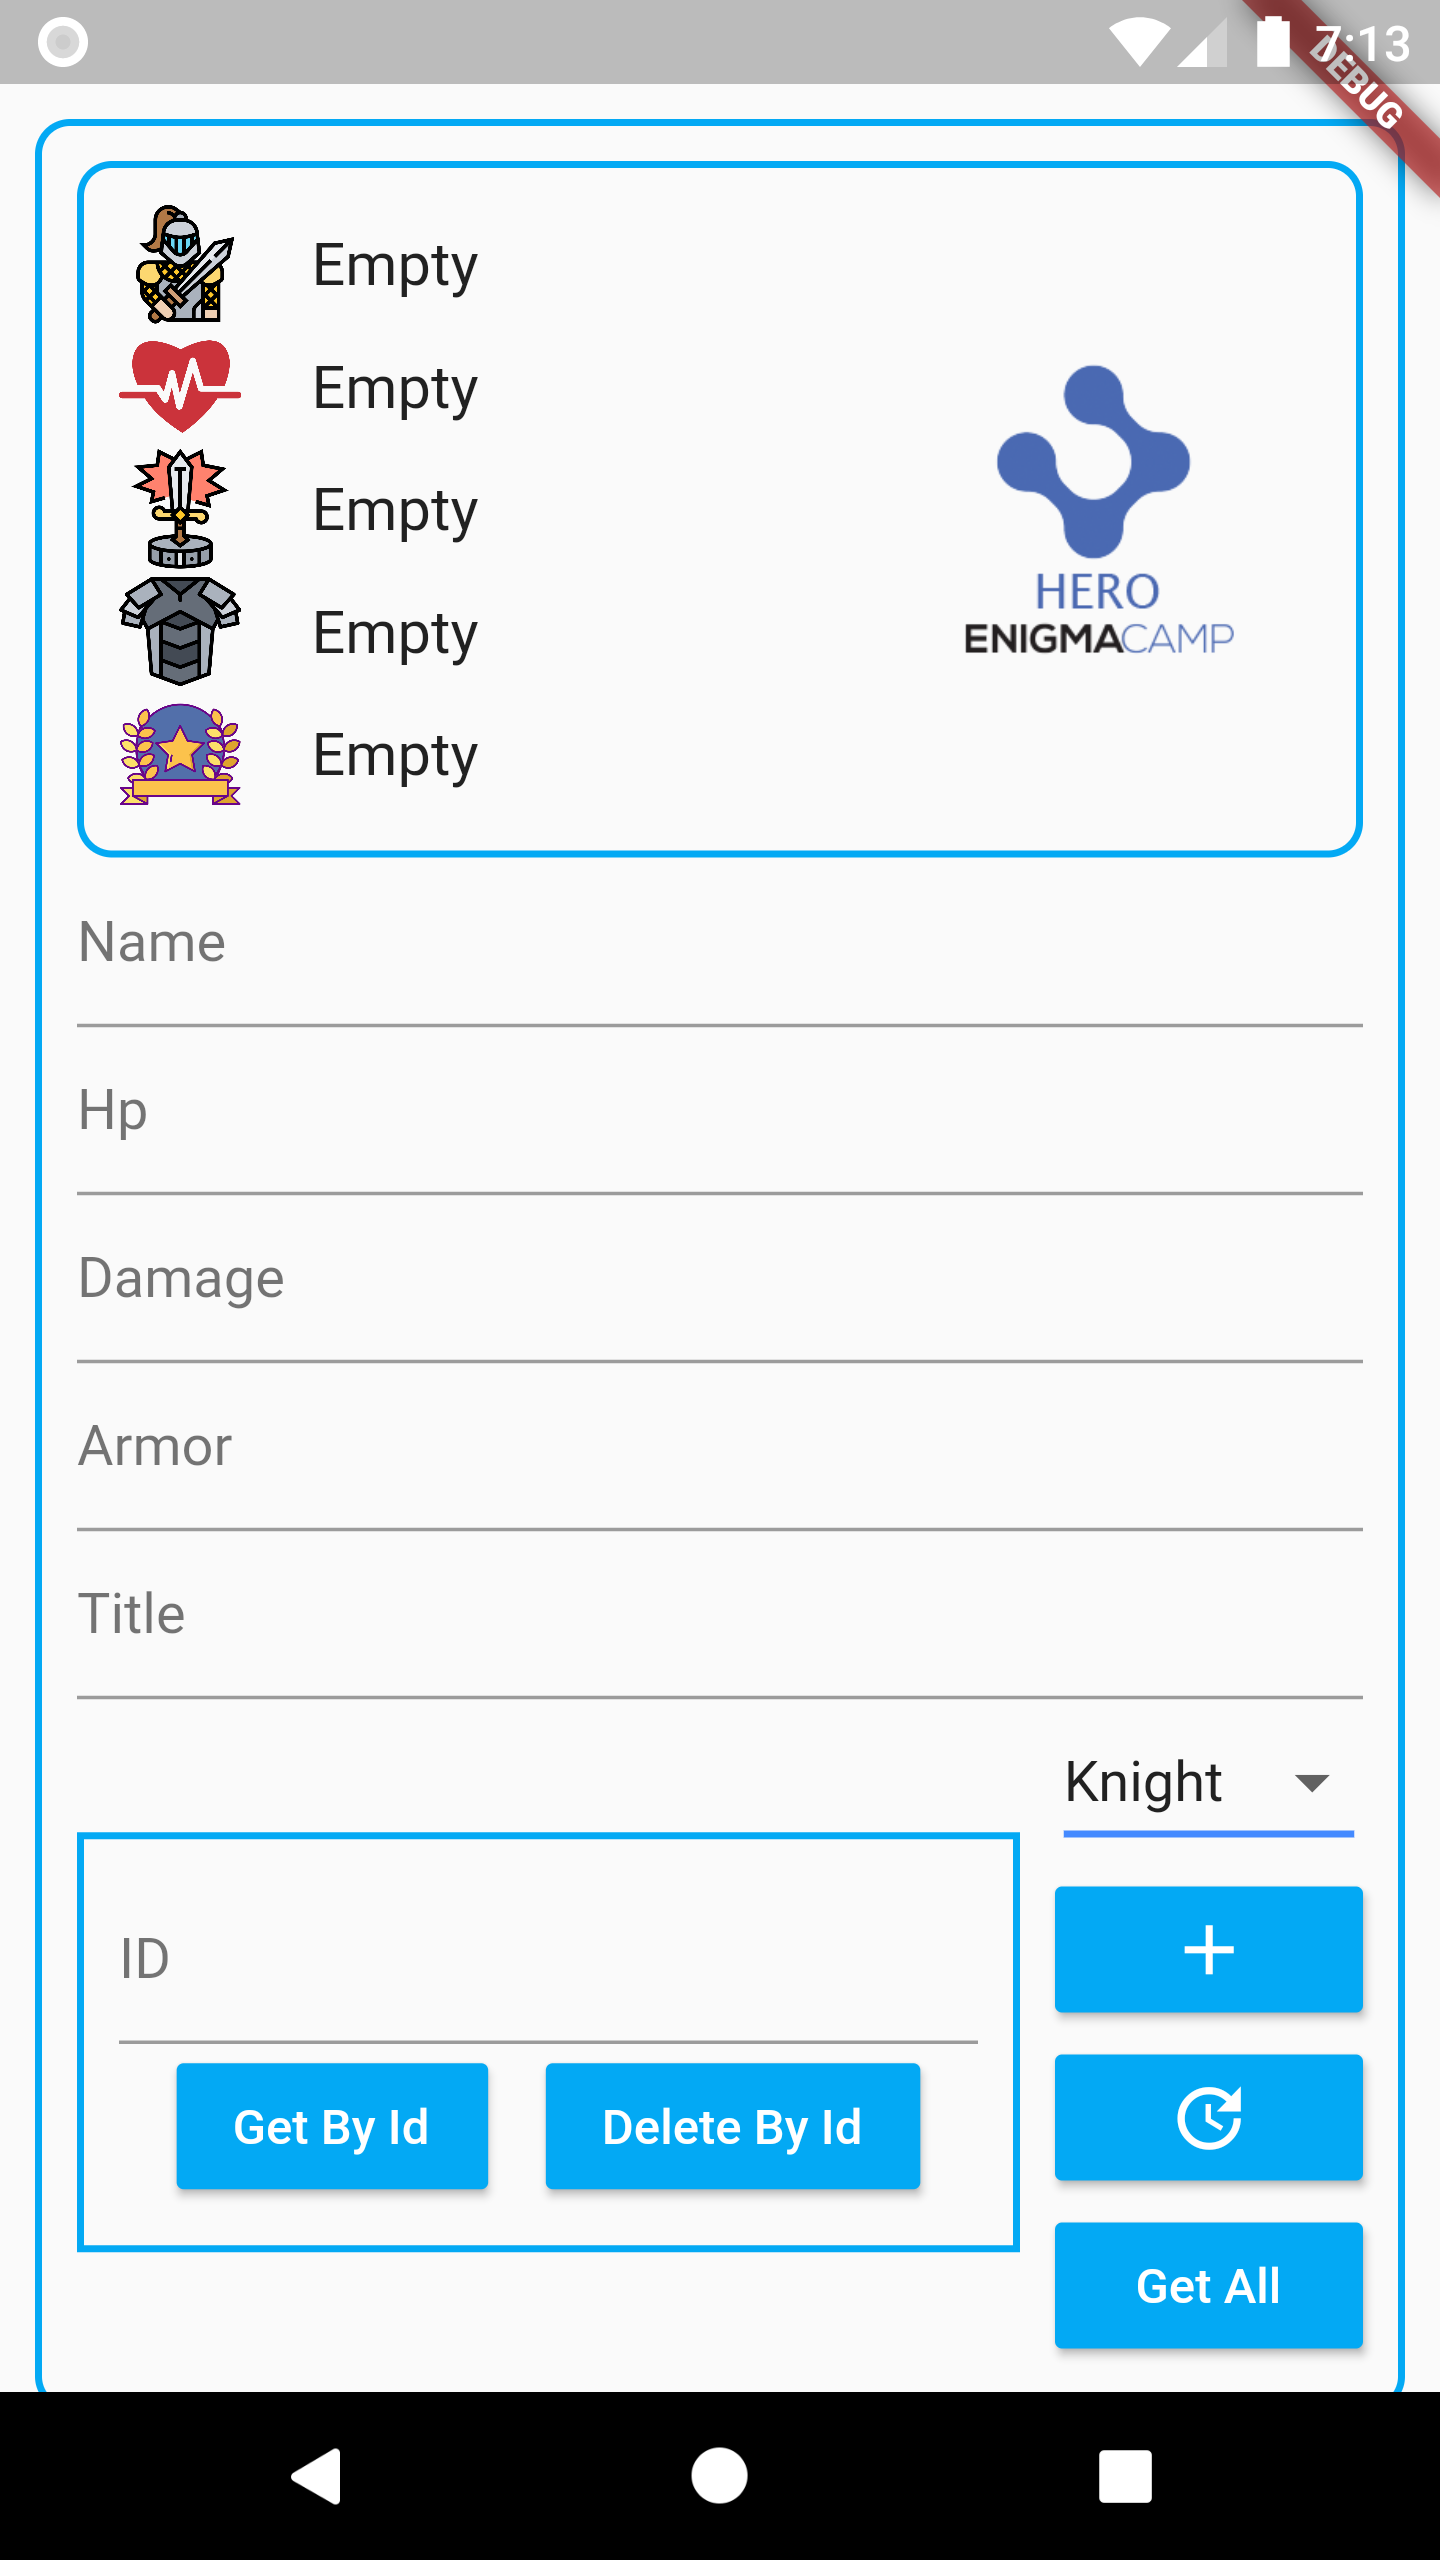 7:13
DEBUG
Empty
Empty
Empty
Empty
Empty
HERO
ENIGMACAMP
Name
Hp
Damage
Armor
Title
Knight
ID
Get By Id
Delete By Id
Get All